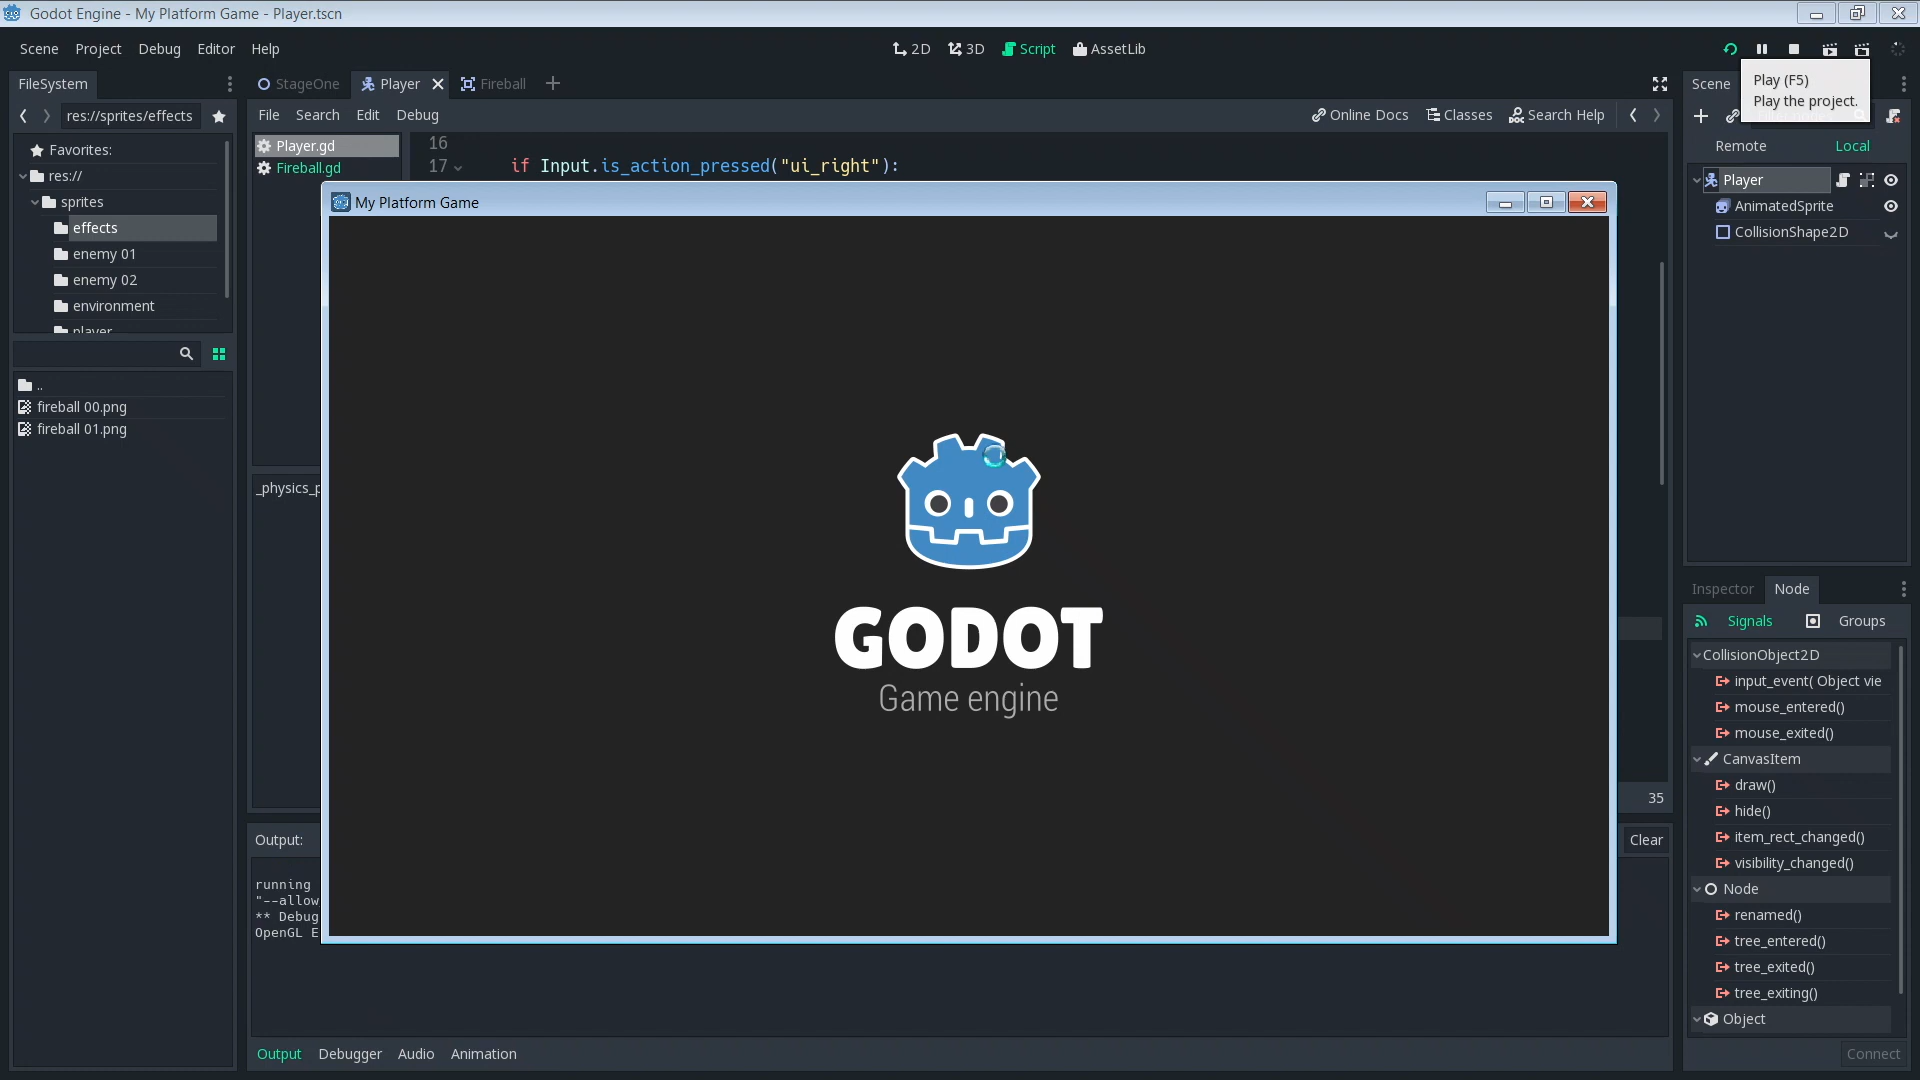 Godot Engine - My Platform Game - Player.tscn
Scene Project Debug Editor Help
2D 3D Script AssetLib
Play (F5)
Play the project.
FileSystem
res://sprites/effects
Favorites:
res://
sprites
effects
enemy 01
enemy 02
environment
player
..
fireball 00.png
fireball 01.png
StageOne Player Fireball
File Search Edit Debug
Online Docs Classes Search Help
Player.gd
Fireball.gd
_physics_p
16
17 if Input.is_action_pressed("ui_right"):
My Platform Game
GODOT
Game engine
35
Output:
Clear
running
"--allow
** Debug
OpenGL E
Output Debugger Audio Animation
Scene
Remote Local
Player
AnimatedSprite
CollisionShape2D
Inspector Node
Signals Groups
CollisionObject2D
input_event( Object vie
mouse_entered()
mouse_exited()
CanvasItem
draw()
hide()
item_rect_changed()
visibility_changed()
Node
renamed()
tree_entered()
tree_exited()
tree_exiting()
Object
Connect